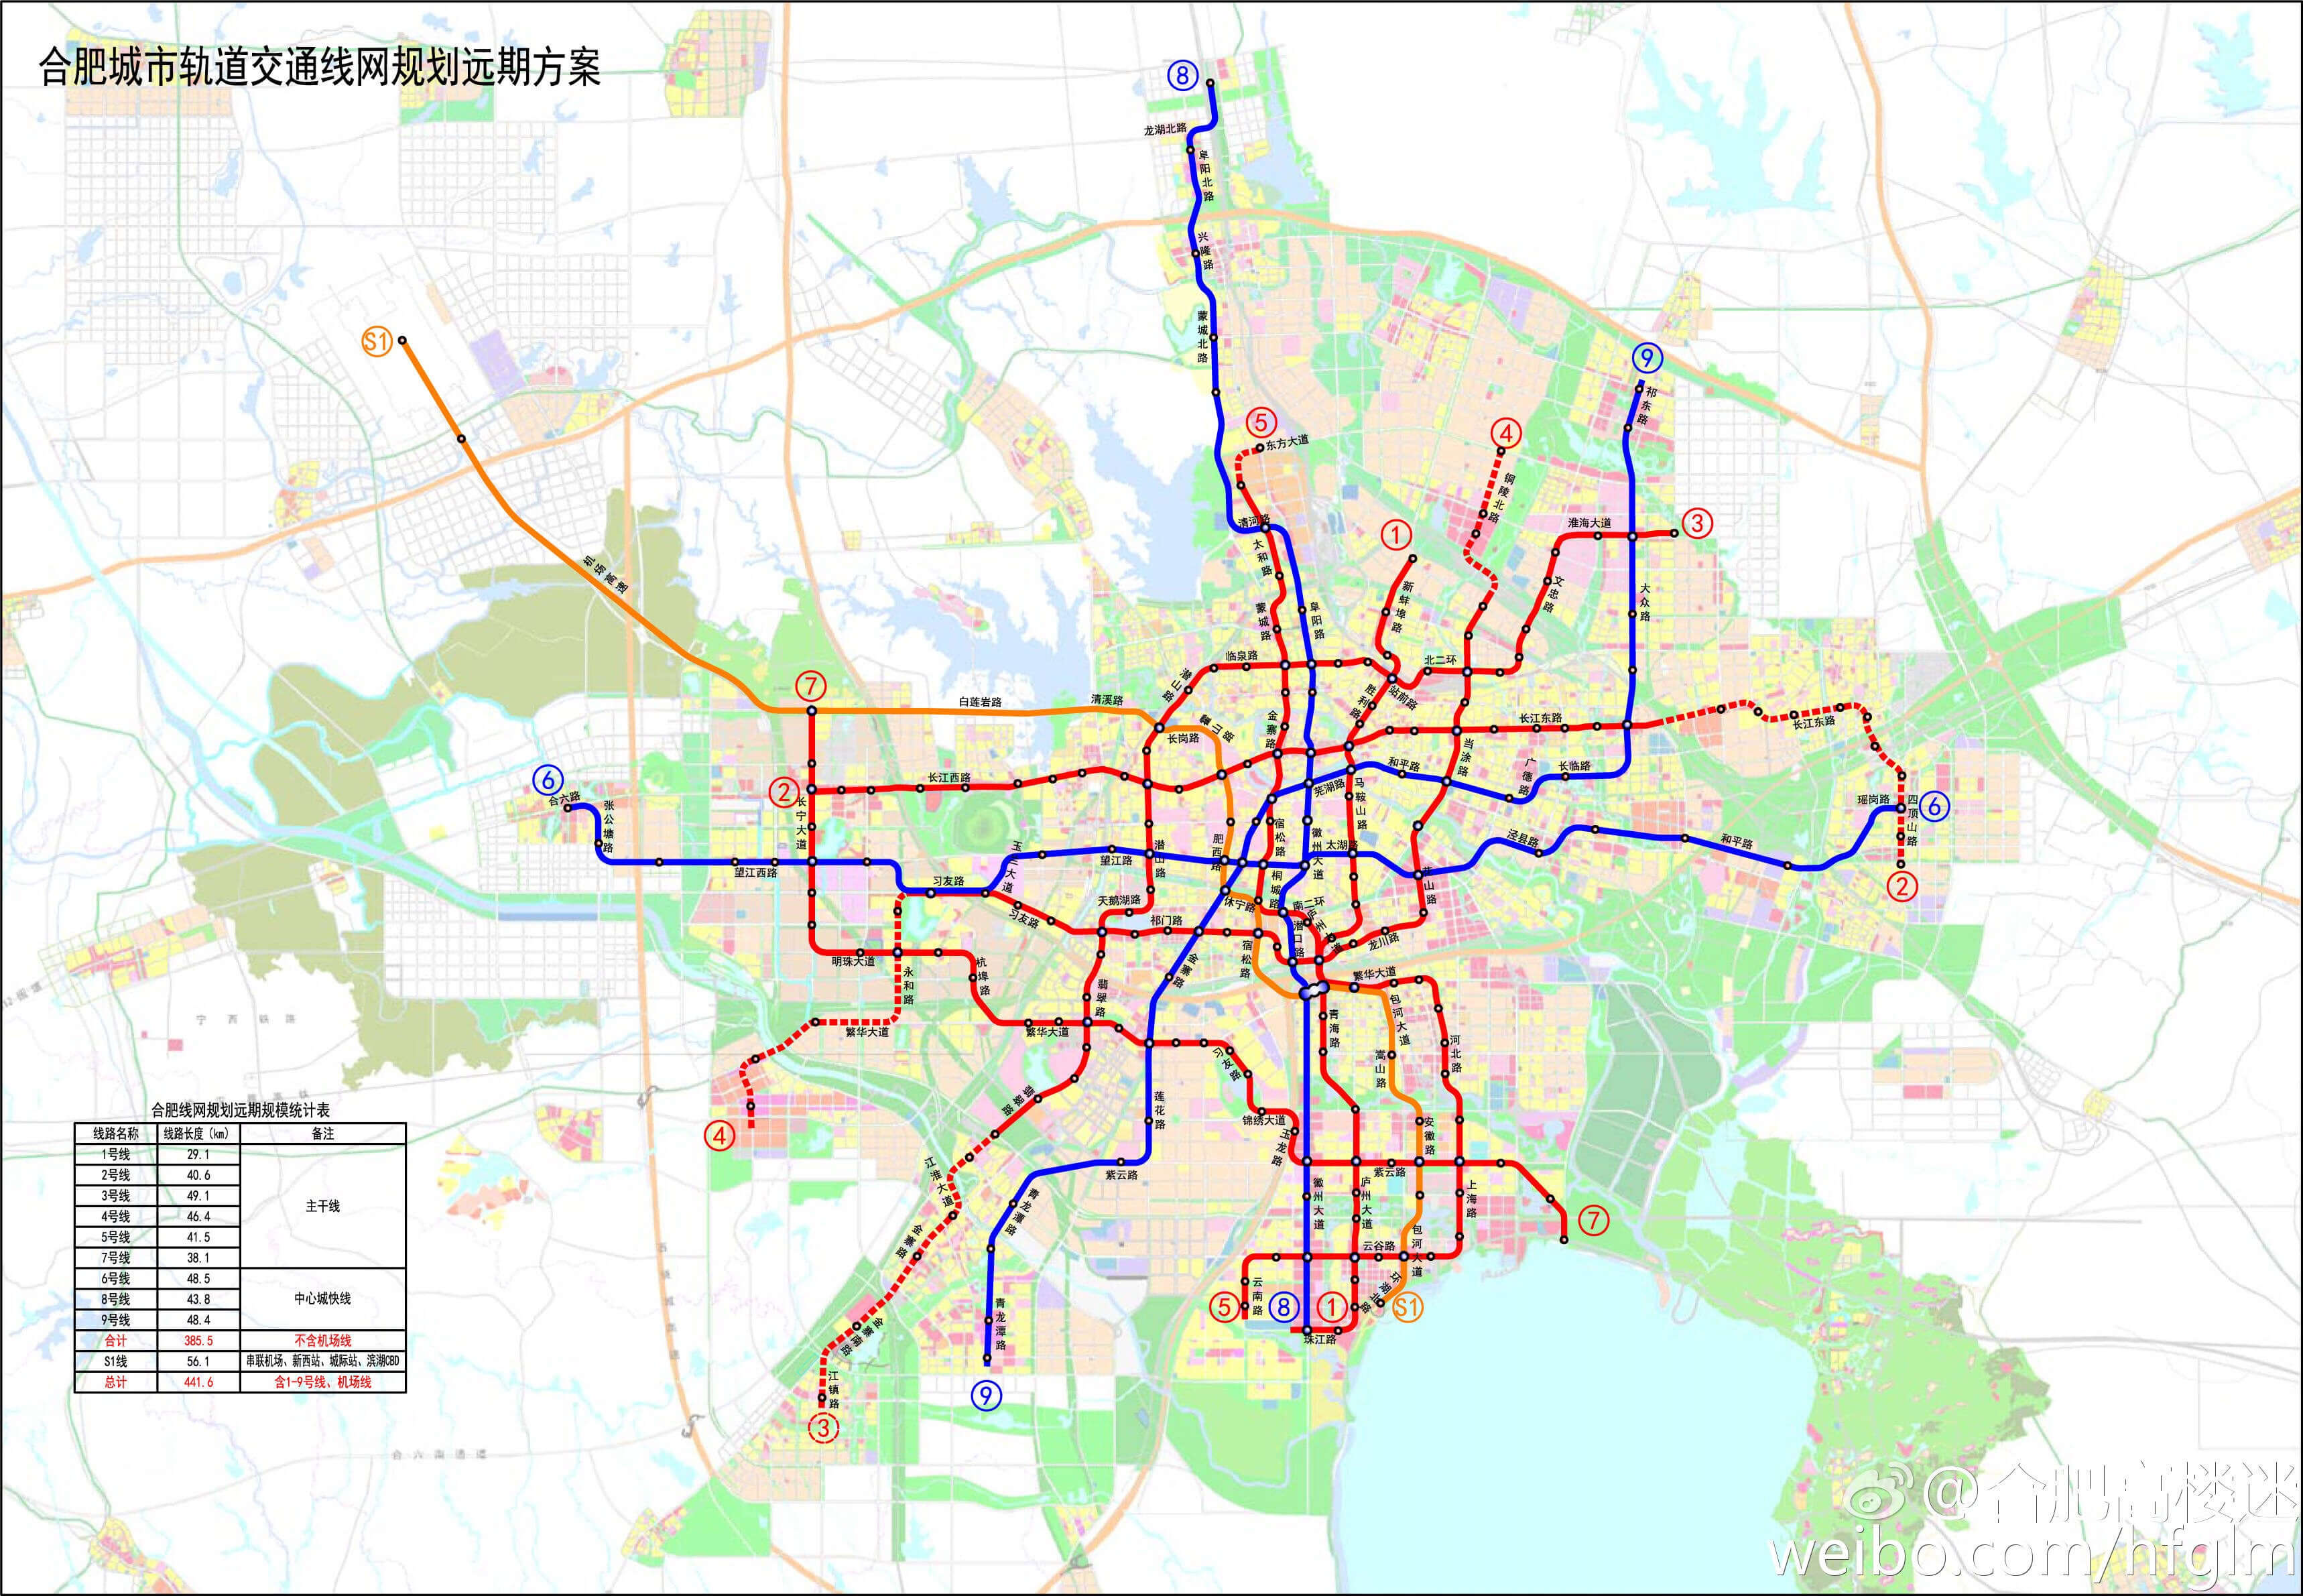 合肥城市轨道交通线网规划远期方案
8
龙湖北路
阜阳北路
兴隆路
蒙城北路
S1
9
祁东路
5
东方大道
4
铜陵北路
清河路
1
淮海大道
3
太和路
机场高速
新蚌埠路
文忠路
大众路
蒙城路
阜阳路
临泉路
北二环
7
潜山路
胜利路
站前路
白莲岩路
清溪路
长岗路
金寨路
长江东路
长江东路
当涂路
6
合六路
张公塘路
2
长江西路
长宁大道
和平路
广德路
长临路
芜湖路
马鞍山路
瑶岗路
四顶山路
6
肥西路
宿松路
徽州大道
太湖路
泾县路
和平路
望江西路
望江路
潜山路
习友路
桐城路
2
天鹅湖路
休宁路
南二环
习友路
祁门路
龙川路
明珠大道
杭埠路
永和路
宿松路
金寨路
繁华大道
翡翠路
包河大道
青海路
宁西铁路
繁华大道
繁华大道
河北路
嵩山路
习友路
莲花路
锦绣大道
安徽路
玉龙路
4
紫云路
紫云路
江淮大道
青龙潭路
徽州大道
庐州大道
上海路
7
金寨路
云谷路
包河大道
云南路
环湖北路
5
8
1
S1
青龙潭路
珠江路
金寨南路
江镇路
9
3
合六南通道
合肥线网规划远期规模统计表
线路名称 线路长度（km） 备注
1号线 29.1
2号线 40.6
3号线 49.1
4号线 46.4
5号线 41.5
7号线 38.1
主干线
6号线 48.5
8号线 43.8
9号线 48.4
中心城快线
合计 385.5 不含机场线
S1线 56.1 串联机场、新西站、城际站、滨湖CBD
总计 441.6 含1-9号线、机场线
@合肥高楼迷
weibo.com/hfglm